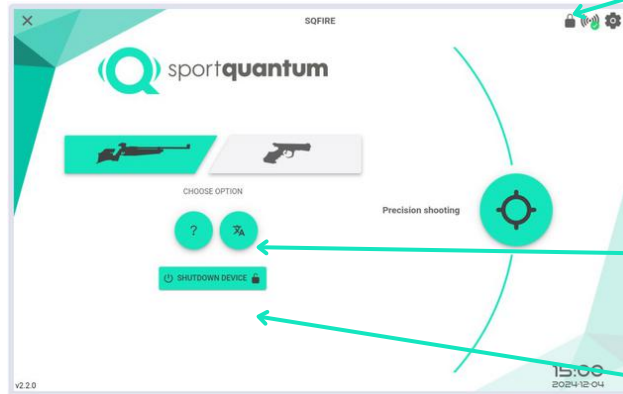 SQFIRE
sportquantum
CHOOSE OPTION
?
Precision shooting
SHUTDOWN DEVICE
v2.2.0
15:00
2024-12-04